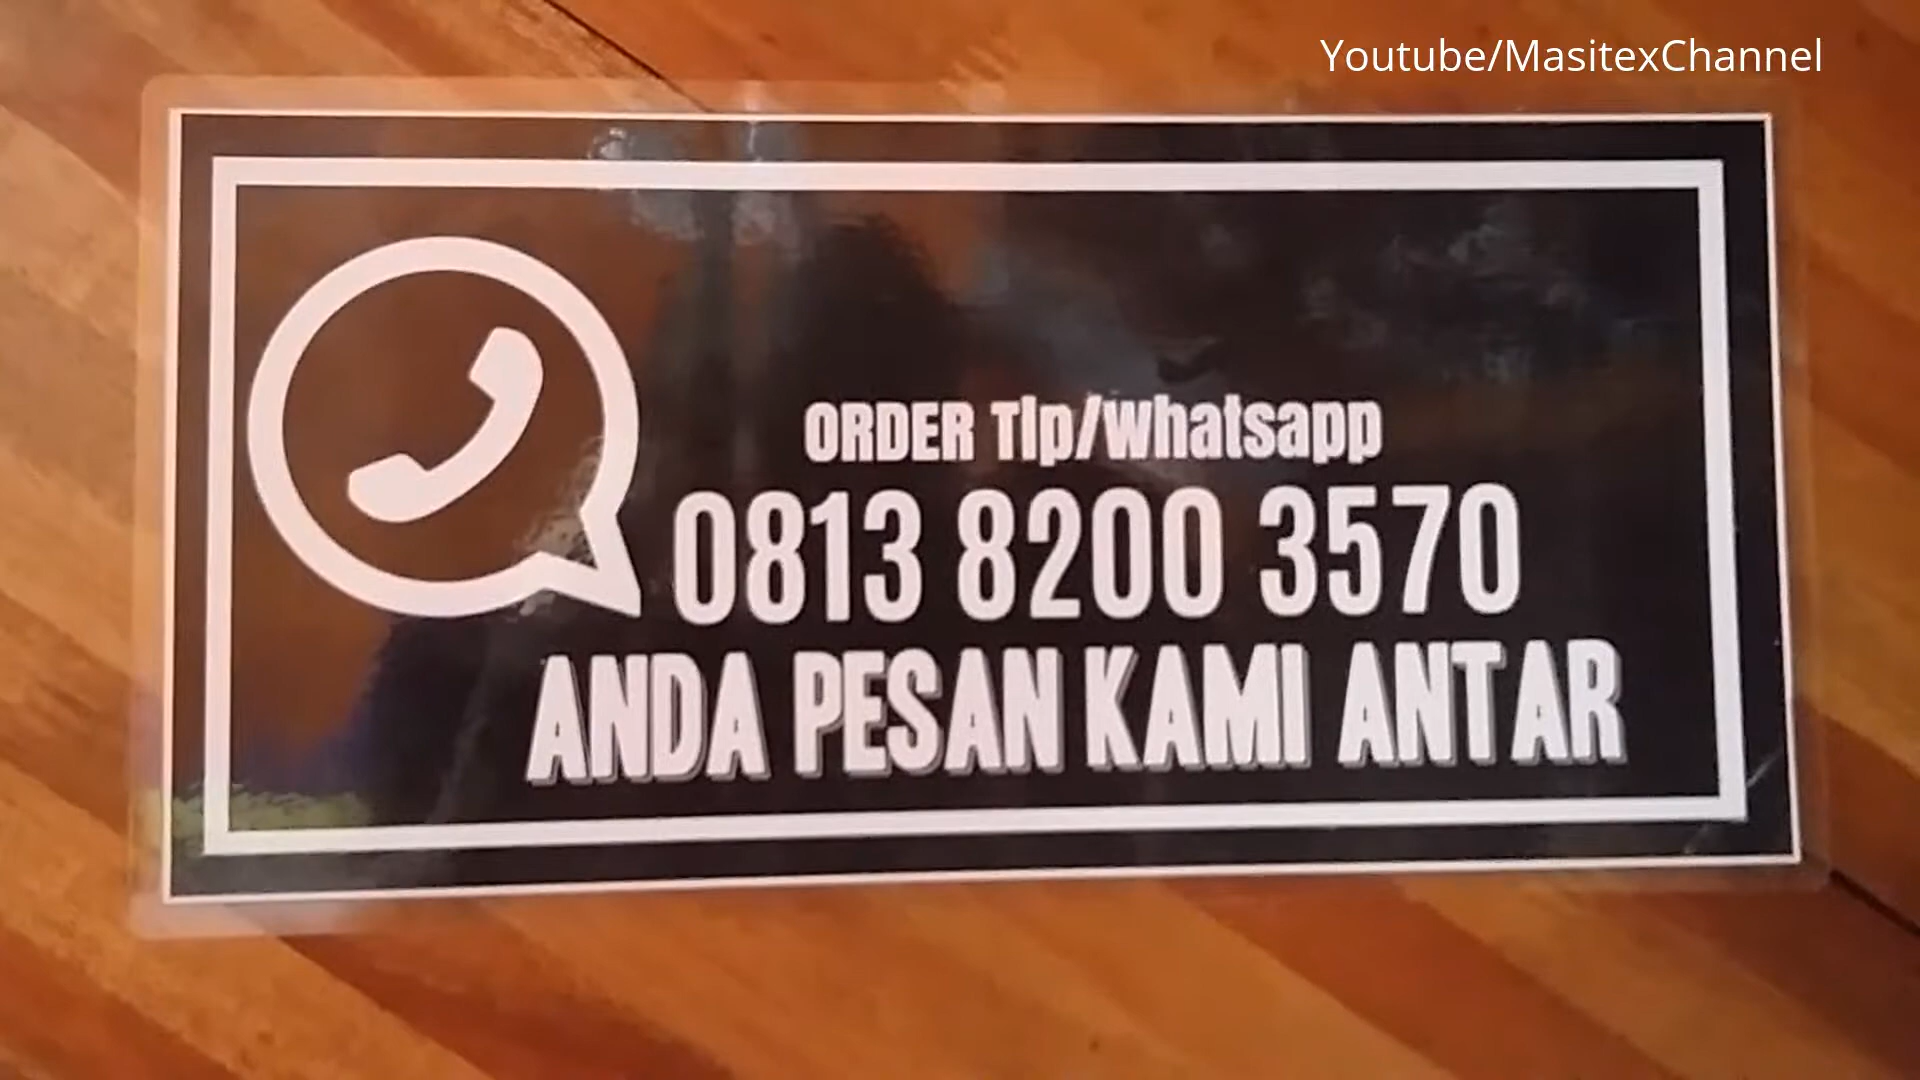 Youtube/MasitexChannel
ORDER Tlp/Whatsapp
0813 8200 3570
ANDA PESAN KAMI ANTAR